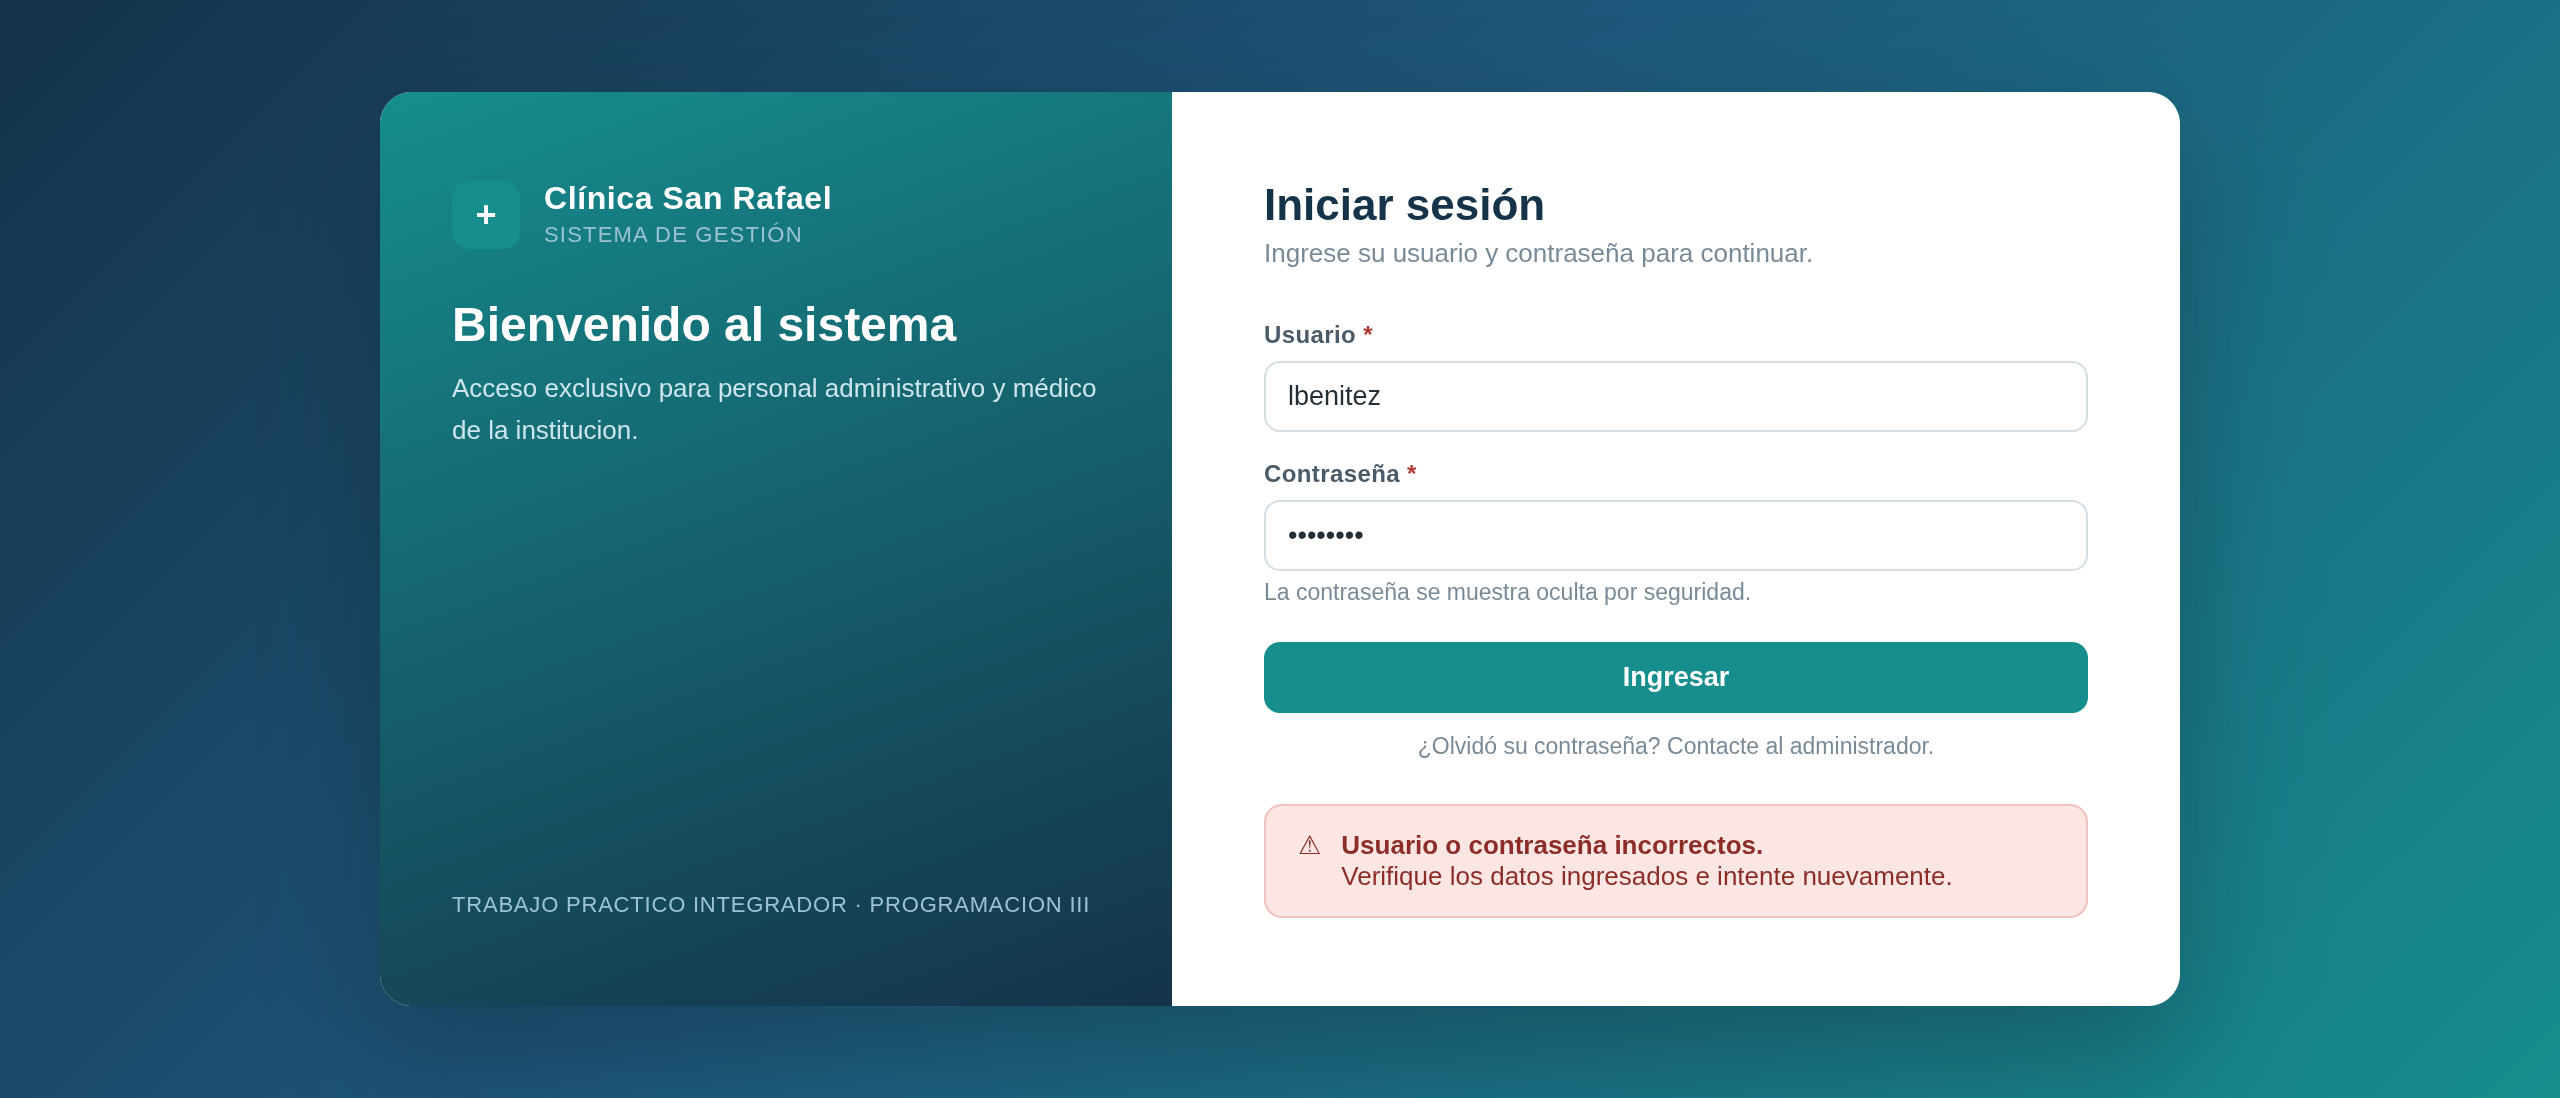 +
Clínica San Rafael
SISTEMA DE GESTIÓN
Bienvenido al sistema
Acceso exclusivo para personal administrativo y médico
de la institucion.
TRABAJO PRACTICO INTEGRADOR · PROGRAMACION III
Iniciar sesión
Ingrese su usuario y contraseña para continuar.
Usuario *
lbenitez
Contraseña *
••••••••
La contraseña se muestra oculta por seguridad.
Ingresar
¿Olvidó su contraseña? Contacte al administrador.
⚠ Usuario o contraseña incorrectos.
Verifique los datos ingresados e intente nuevamente.